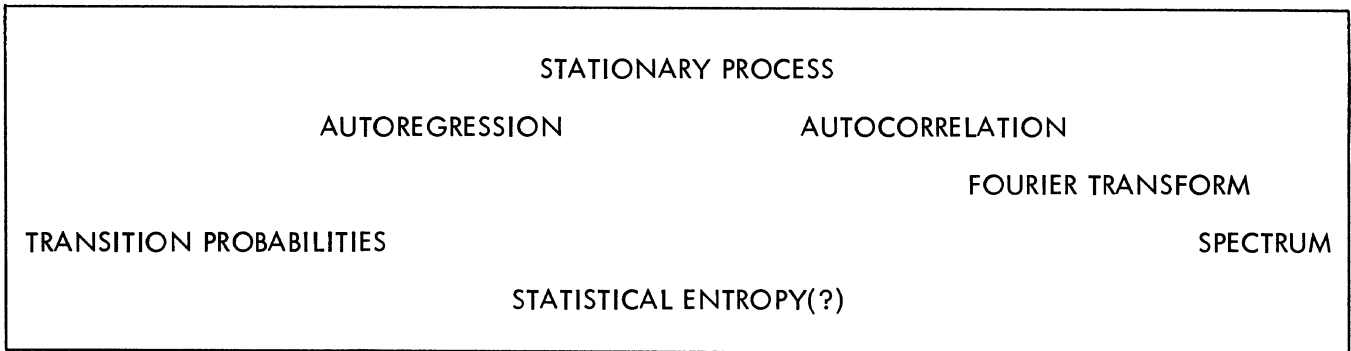 STATIONARY PROCESS
AUTOREGRESSION AUTOCORRELATION
FOURIER TRANSFORM
TRANSITION PROBABILITIES SPECTRUM
STATISTICAL ENTROPY(?)